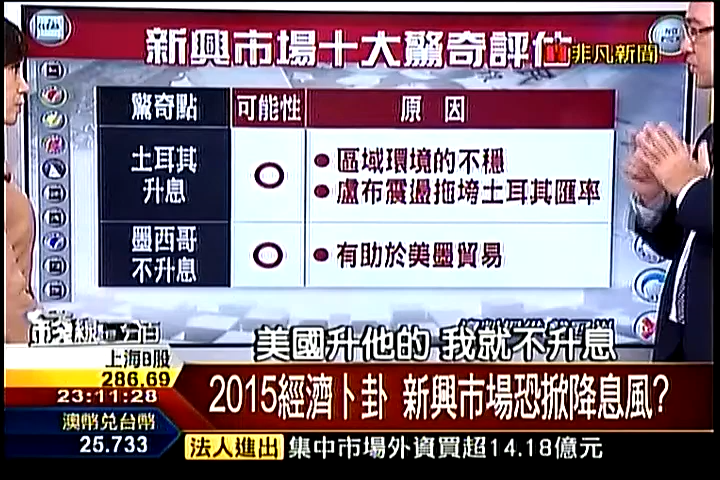 新興市場十大驚奇評估
非凡新聞
驚奇點 可能性 原因
土耳其升息
區域環境的不穩
盧布震盪拖垮土耳其匯率
墨西哥不升息
有助於美墨貿易
美國升他的 我就不升息
上海B股
286.69
23:11:28
2015經濟卜卦 新興市場恐掀降息風?
澳幣兌台幣
25.733
法人進出 集中市場外資買超14.18億元